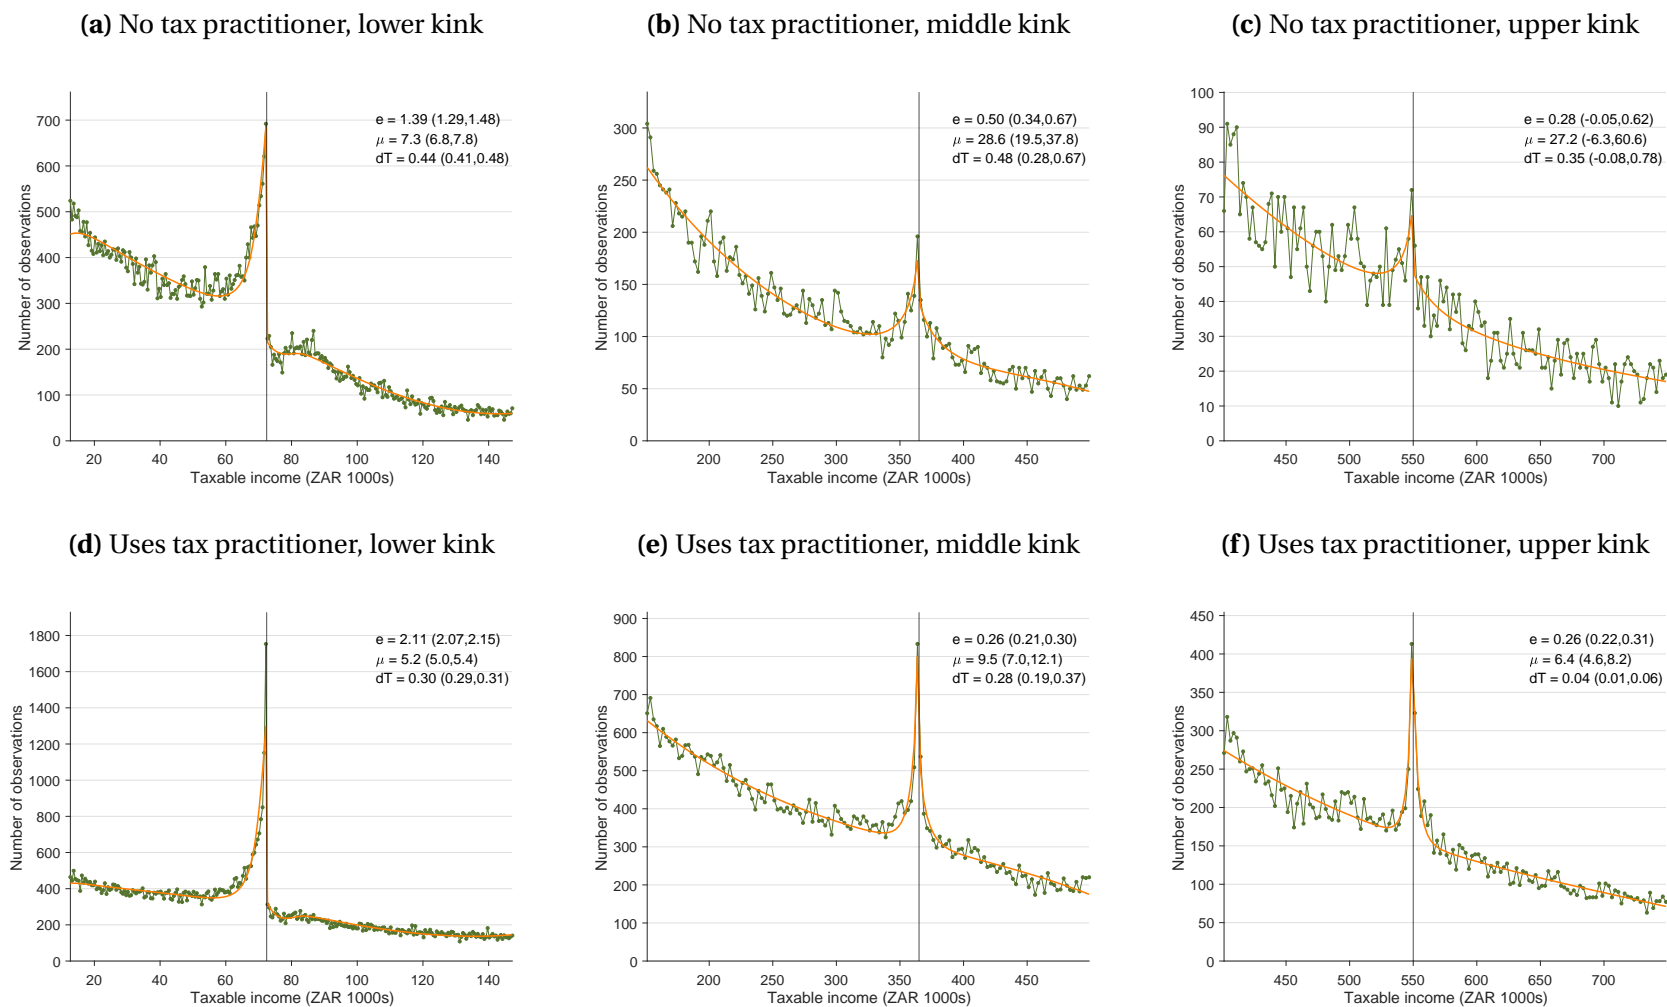 (a) No tax practitioner, lower kink
700
600
500
400
300
200
100
0
20
40
60
80
100
120
140
Number of observations
Taxable income (ZAR 1000s)
e = 1.39 (1.29,1.48)
μ = 7.3 (6.8,7.8)
dT = 0.44 (0.41,0.48)
(b) No tax practitioner, middle kink
300
250
200
150
100
50
0
200
250
300
350
400
450
Number of observations
Taxable income (ZAR 1000s)
e = 0.50 (0.34,0.67)
μ = 28.6 (19.5,37.8)
dT = 0.48 (0.28,0.67)
(c) No tax practitioner, upper kink
100
90
80
70
60
50
40
30
20
10
0
450
500
550
600
650
700
Number of observations
Taxable income (ZAR 1000s)
e = 0.28 (-0.05,0.62)
μ = 27.2 (-6.3,60.6)
dT = 0.35 (-0.08,0.78)
(d) Uses tax practitioner, lower kink
1800
1600
1400
1200
1000
800
600
400
200
0
20
40
60
80
100
120
140
Number of observations
Taxable income (ZAR 1000s)
e = 2.11 (2.07,2.15)
μ = 5.2 (5.0,5.4)
dT = 0.30 (0.29,0.31)
(e) Uses tax practitioner, middle kink
900
800
700
600
500
400
300
200
100
0
200
250
300
350
400
450
Number of observations
Taxable income (ZAR 1000s)
e = 0.26 (0.21,0.30)
μ = 9.5 (7.0,12.1)
dT = 0.28 (0.19,0.37)
(f) Uses tax practitioner, upper kink
450
400
350
300
250
200
150
100
50
0
450
500
550
600
650
700
Number of observations
Taxable income (ZAR 1000s)
e = 0.26 (0.22,0.31)
μ = 6.4 (4.6,8.2)
dT = 0.04 (0.01,0.06)